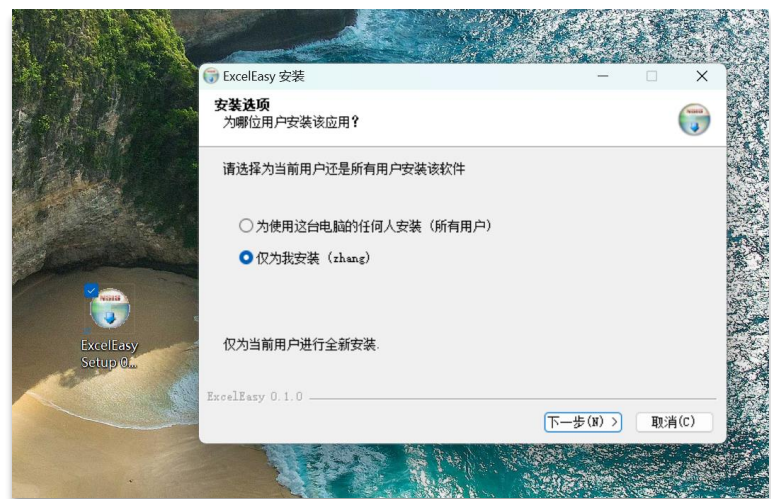 ExcelEasy 安装
安装选项
为哪位用户安装该应用？
请选择为当前用户还是所有用户安装该软件
为使用这台电脑的任何人安装（所有用户）
仅为我安装（zhang）
ExcelEasy
Setup 0...
仅为当前用户进行全新安装.
ExcelEasy 0.1.0
下一步(N) >
取消(C)